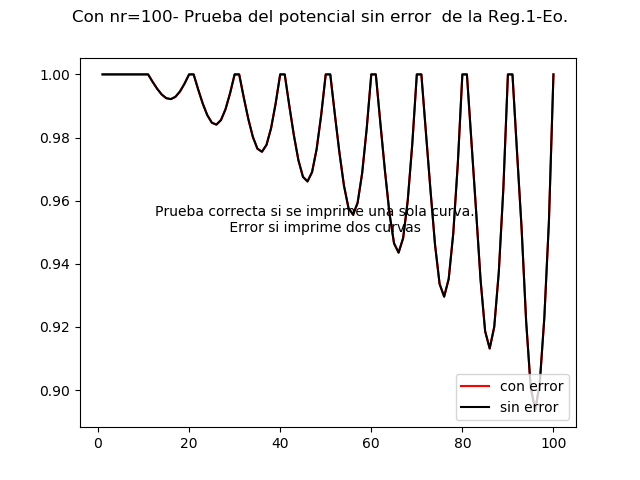 Con nr=100- Prueba del potencial sin error  de la Reg.1-Eo.
1.00
0.98
0.96
0.94
0.92
0.90
Prueba correcta si se imprime una sola curva.
Error si imprime dos curvas
con error
sin error
0
20
40
60
80
100